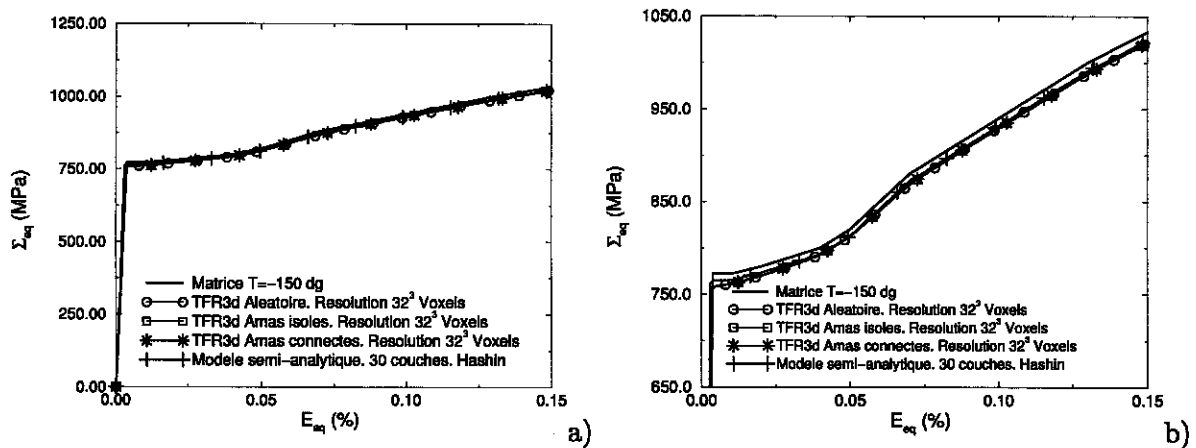 1250.00
1000.00
750.00
500.00
250.00
0.00
Σeq (MPa)
Matrice T=−150 dg
TFR3d Aleatoire. Resolution 32³ Voxels
TFR3d Amas isoles. Resolution 32³ Voxels
TFR3d Amas connectes. Resolution 32³ Voxels
Modele semi-analytique. 30 couches. Hashin
0.00 0.05 0.10 0.15
Eeq (%)
a)
1050.0
950.0
850.0
750.0
650.0
Σeq (MPa)
Matrice T=−150 dg
TFR3d Aleatoire. Resolution 32³ Voxels
TFR3d Amas isoles. Resolution 32³ Voxels
TFR3d Amas connectes. Resolution 32³ Voxels
Modele semi-analytique. 30 couches. Hashin
0.00 0.05 0.10 0.15
Eeq (%)
b)